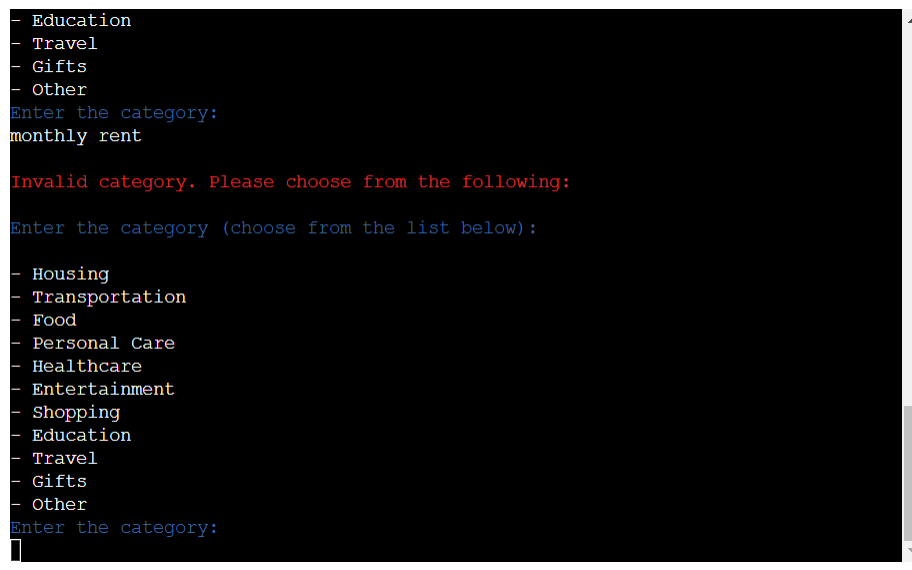 - Education
- Travel
- Gifts
- Other
Enter the category:
monthly rent
Invalid category. Please choose from the following:
Enter the category (choose from the list below):
- Housing
- Transportation
- Food
- Personal Care
- Healthcare
- Entertainment
- Shopping
- Education
- Travel
- Gifts
- Other
Enter the category: